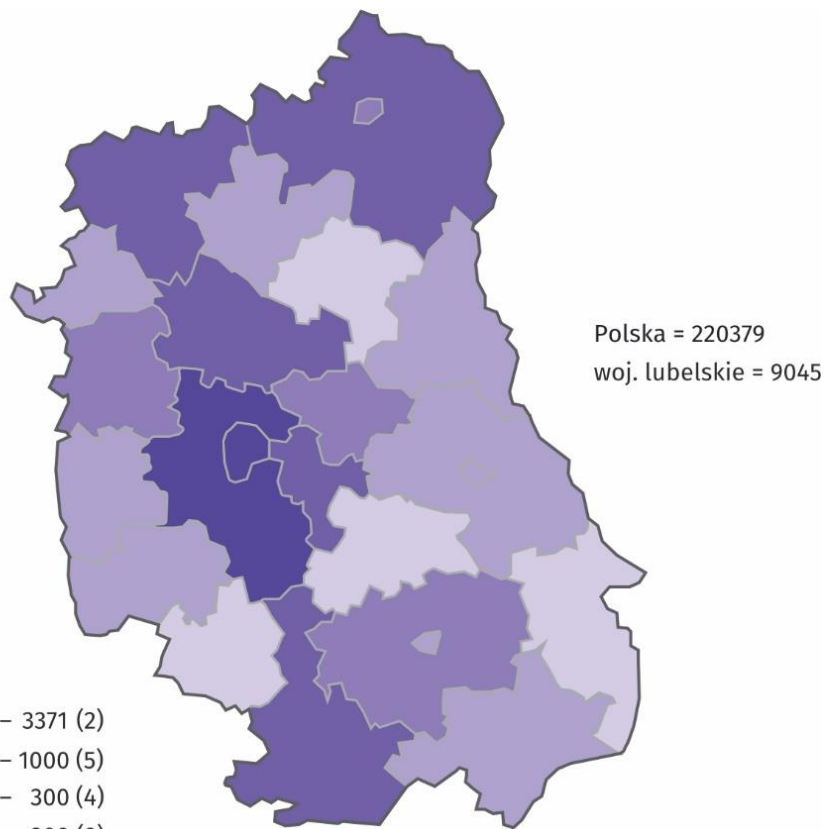 Polska = 220379
woj. lubelskie = 9045
– 3371 (2)
– 1000 (5)
– 300 (4)